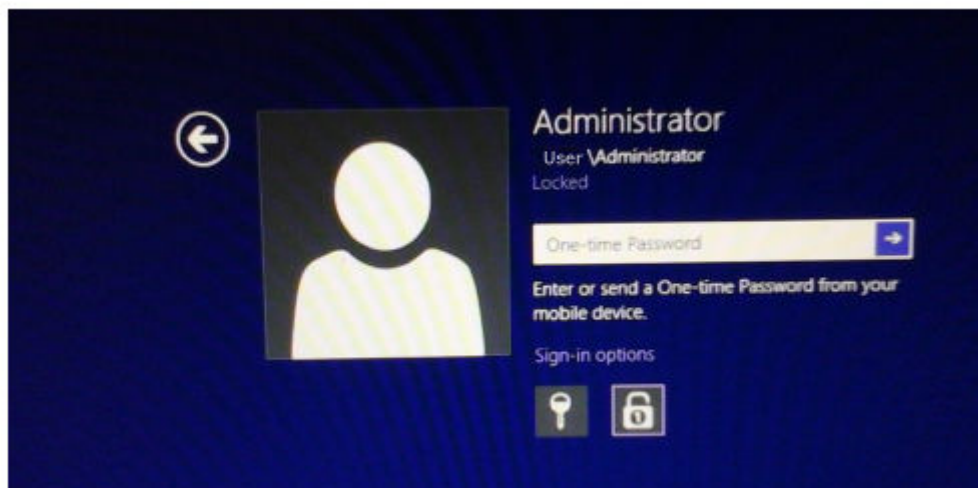 Administrator
User \Administrator
Locked
One-time Password
Enter or send a One-time Password from your
mobile device.
Sign-in options
1